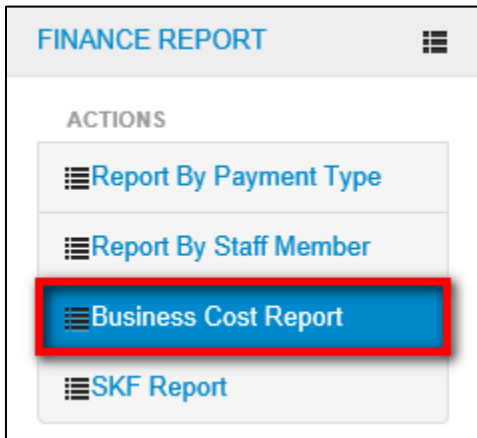 FINANCE REPORT
ACTIONS
Report By Payment Type
Report By Staff Member
Business Cost Report
SKF Report